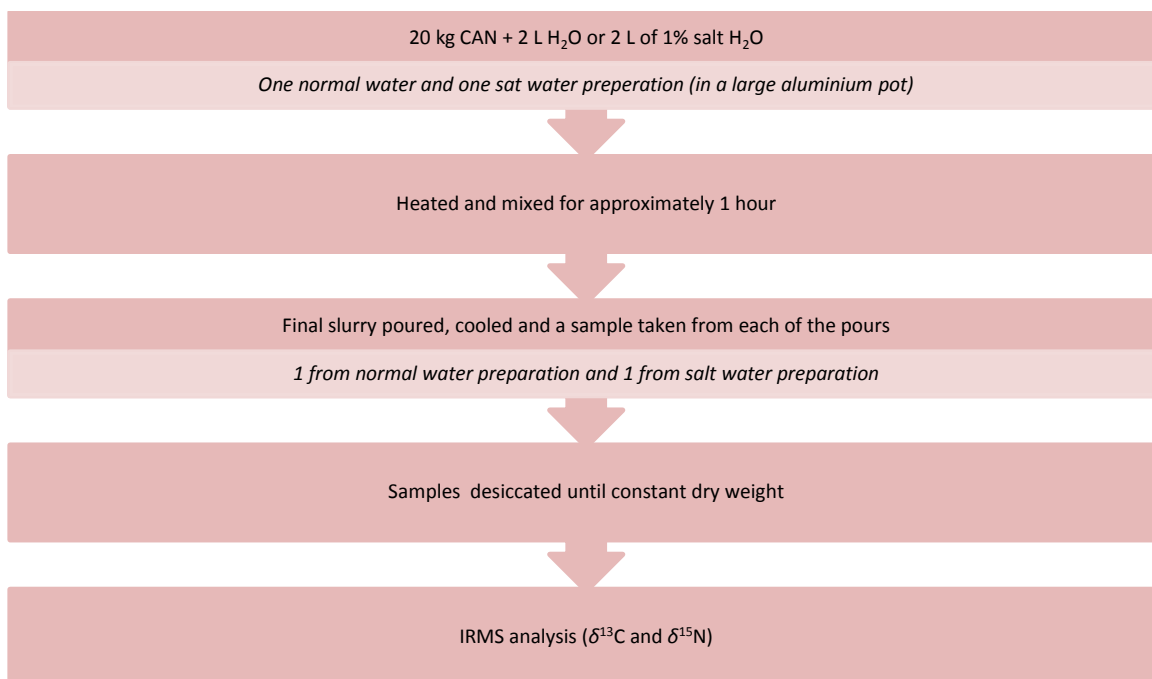 20 kg CAN + 2 L H₂O or 2 L of 1% salt H₂O
One normal water and one sat water preperation (in a large aluminium pot)
Heated and mixed for approximately 1 hour
Final slurry poured, cooled and a sample taken from each of the pours
1 from normal water preparation and 1 from salt water preparation
Samples desiccated until constant dry weight
IRMS analysis (δ¹³C and δ¹⁵N)